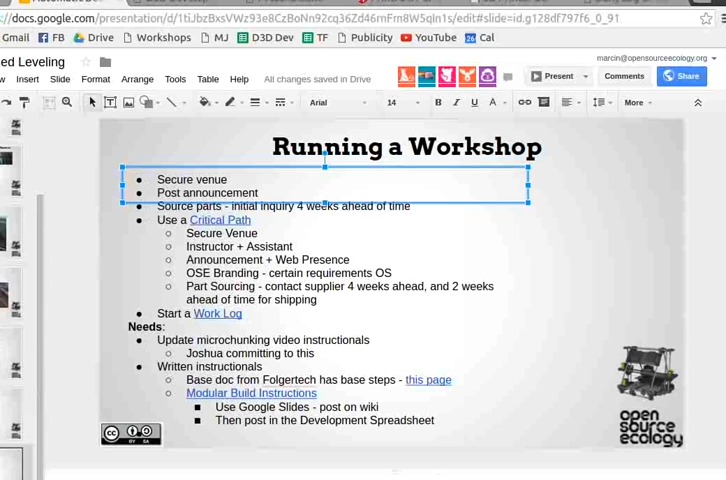 docs.google.com/presentation/d/1tiJbzBxsVWz93e8CzBoNn92cq36Zd46mFm8W5qIn1s/edit#slide=id.g128df797f6_0_91
Gmail FB Drive Workshops MJ D3D Dev TF Publicity YouTube 26 Cal
ed Leveling
marcin@opensourceecology.org
View Insert Slide Format Arrange Tools Table Help All changes saved in Drive
Present Comments Share
Arial 14 B I U A More
Running a Workshop
● Secure venue
● Post announcement
● Source parts - initial inquiry 4 weeks ahead of time
● Use a Critical Path
○ Secure Venue
○ Instructor + Assistant
○ Announcement + Web Presence
○ OSE Branding - certain requirements OS
○ Part Sourcing - contact supplier 4 weeks ahead, and 2 weeks
ahead of time for shipping
● Start a Work Log
Needs:
● Update microchunking video instructionals
○ Joshua committing to this
● Written instructionals
○ Base doc from Folgertech has base steps - this page
○ Modular Build Instructions
■ Use Google Slides - post on wiki
■ Then post in the Development Spreadsheet
open
source
ecology
CC BY SA